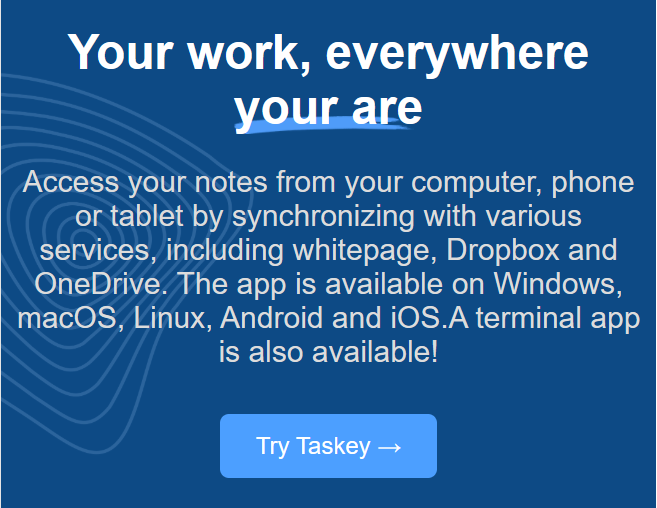 Your work, everywhere
your are
Access your notes from your computer, phone
or tablet by synchronizing with various
services, including whitepage, Dropbox and
OneDrive. The app is available on Windows,
macOS, Linux, Android and iOS.A terminal app
is also available!
Try Taskey →